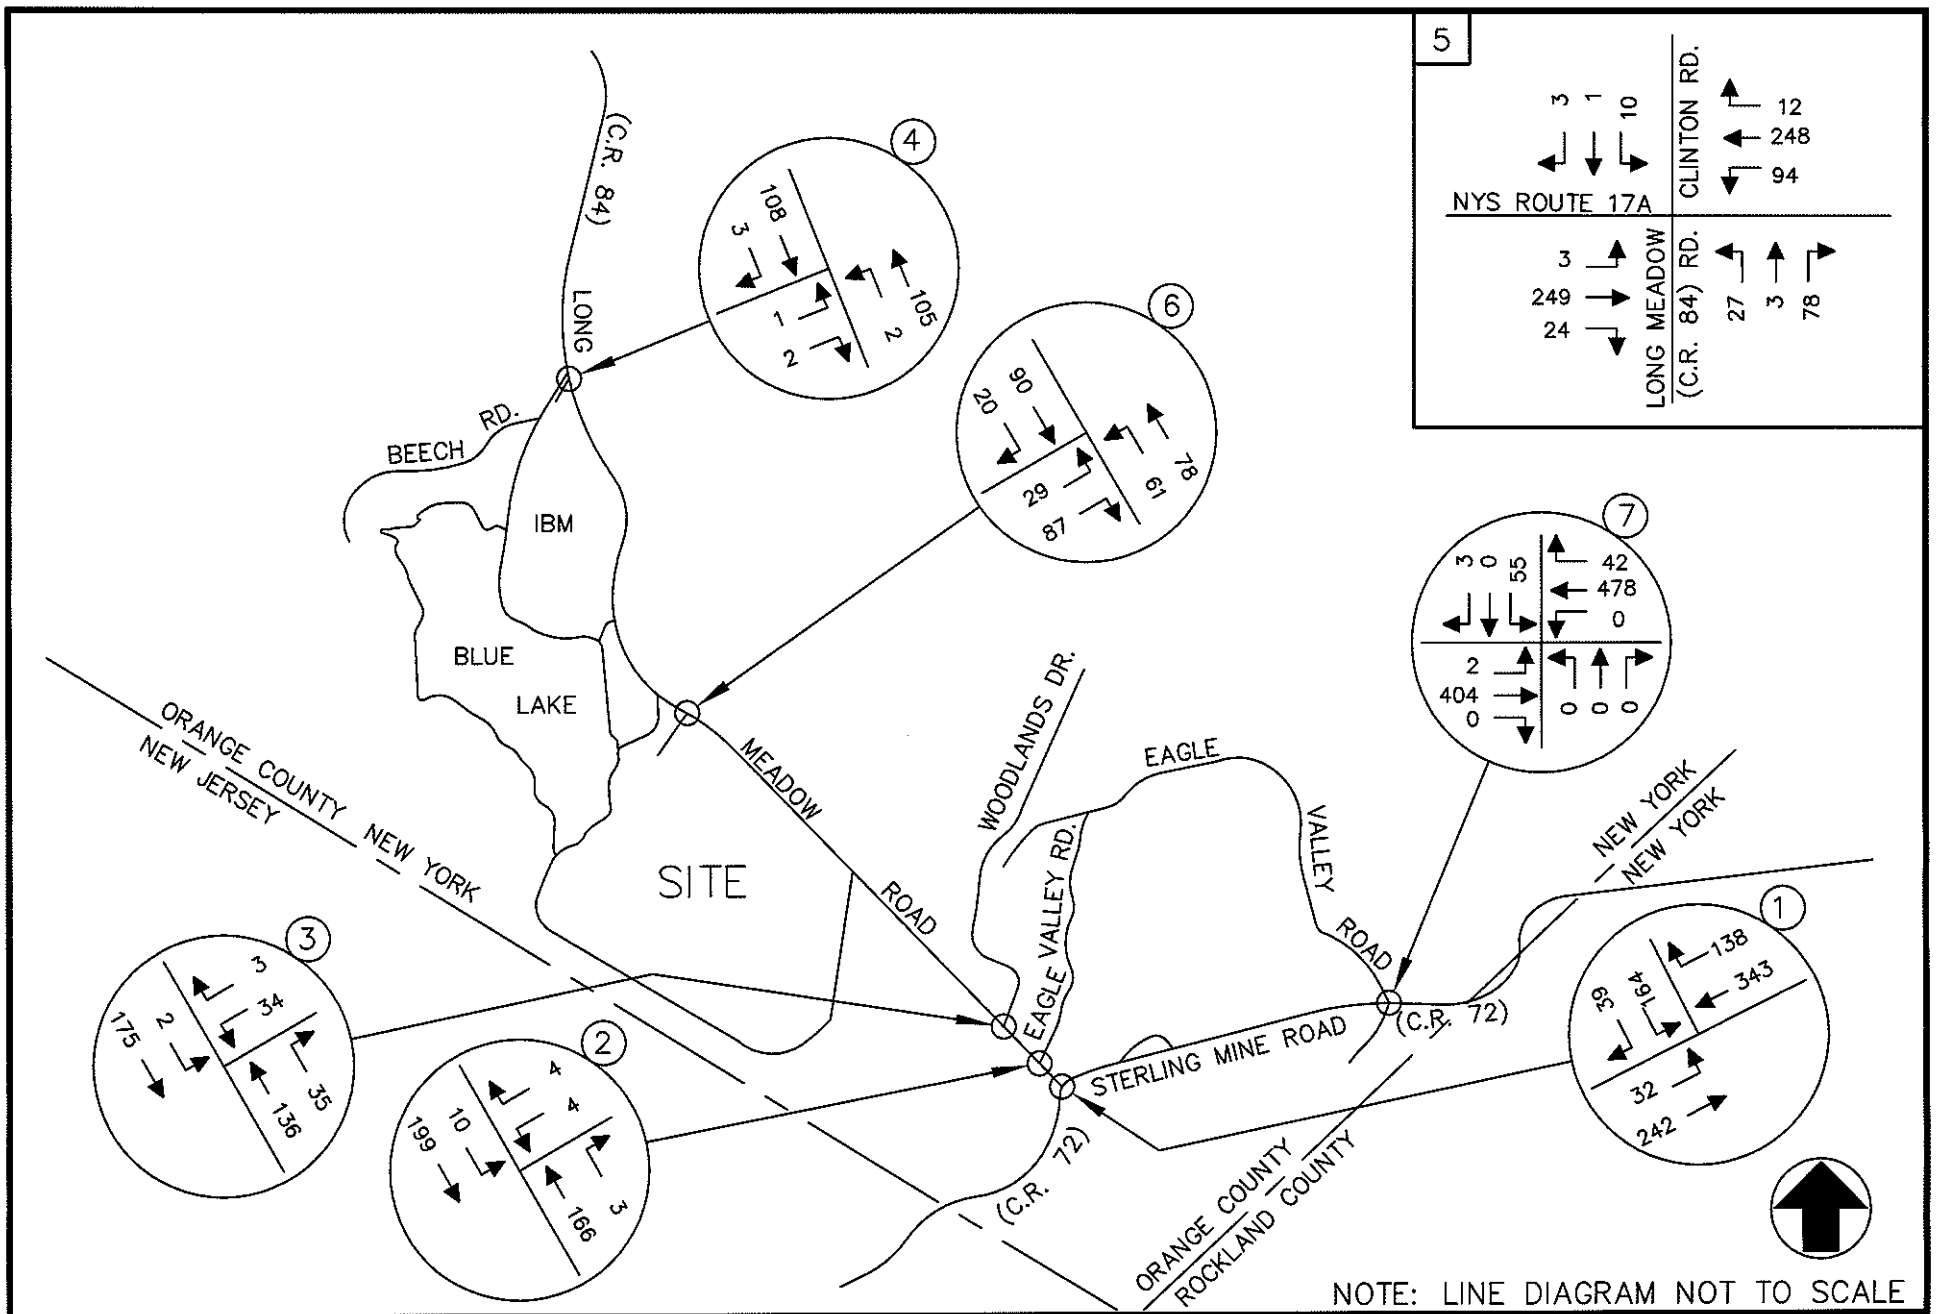 5
3
1
10
CLINTON RD.
12
248
94
NYS ROUTE 17A
3
249
24
LONG MEADOW
(C.R. 84) RD.
27
3
78
(C.R. 84)
LONG
4
108
3
1
2
105
2
6
90
20
29
87
78
61
BEECH RD.
IBM
BLUE
LAKE
7
3
0
55
42
478
0
2
404
0
0
0
0
ORANGE COUNTY NEW YORK
NEW JERSEY
MEADOW
ROAD
SITE
WOODLANDS DR.
EAGLE VALLEY RD.
EAGLE
VALLEY
ROAD
NEW YORK
NEW YORK
STERLING MINE ROAD
(C.R. 72)
(C.R. 72)
3
3
34
2
175
35
136
2
4
4
10
199
3
166
1
138
343
164
39
32
242
ORANGE COUNTY
ROCKLAND COUNTY
NOTE: LINE DIAGRAM NOT TO SCALE